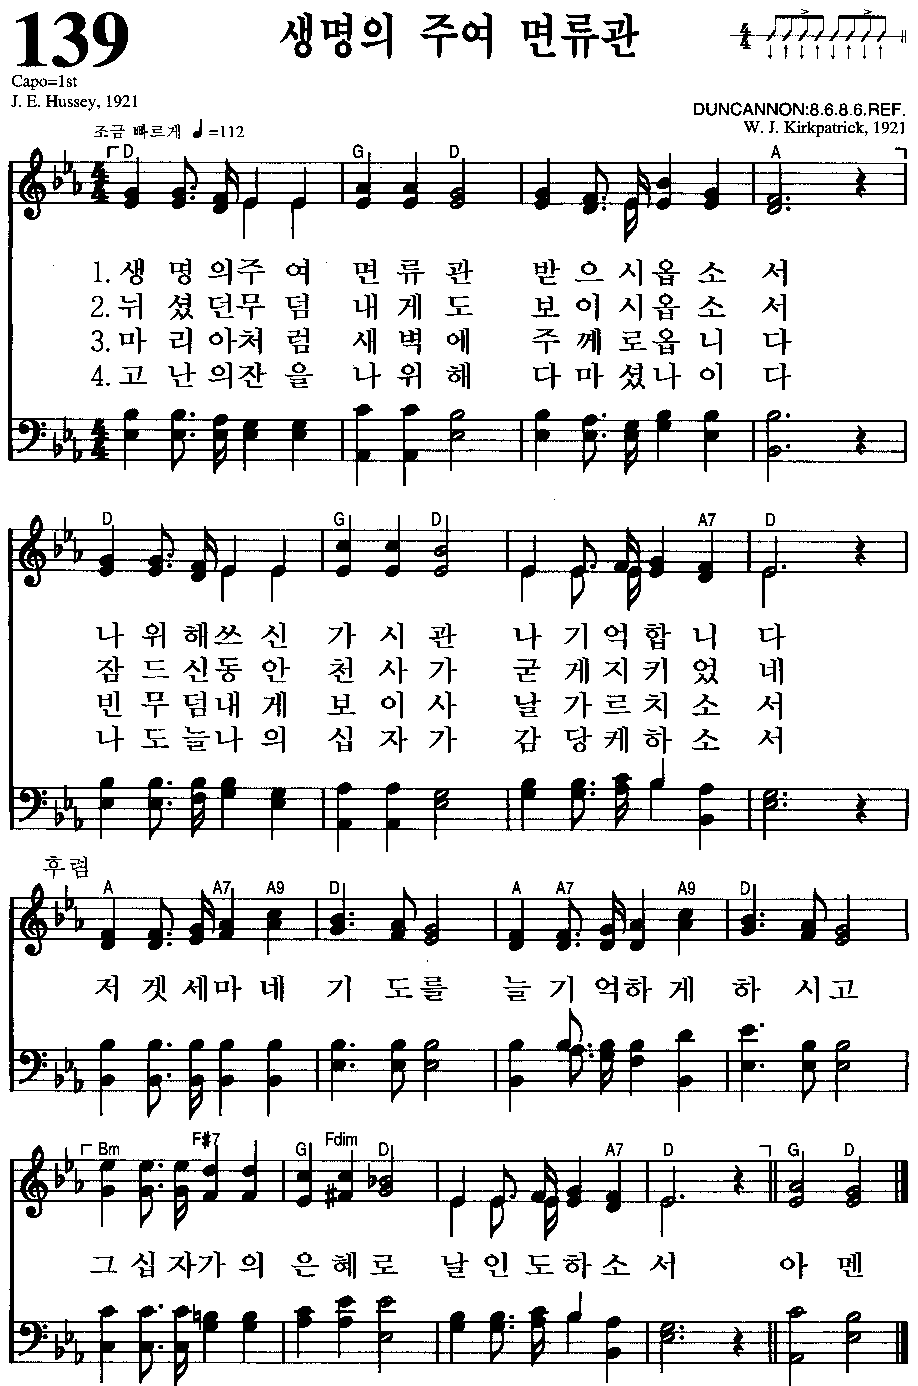 139
생명의 주여 면류관
Capo=1st
J. E. Hussey, 1921
DUNCANNON:8.6.8.6.REF.
W. J. Kirkpatrick, 1921
조금 빠르게 ♩=112
D G D A
1.생 명 의주 여 면 류 관 받 으 시옵 소 서
2.뉘 셨 던무 덤 내 게 도 보 이 시옵 소 서
3.마 리 아처 럼 새 벽 에 주 께 로옵 니 다
4.고 난 의잔 을 나 위 해 다 마 셨나 이 다
D G D A7 D
나 위 해쓰 신 가 시 관 나 기 억합 니 다
잠 드 신동 안 천 사 가 굳 게 지키 었 네
빈 무 덤내 게 보 이 사 날 가 르치 소 서
나 도 늘나 의 십 자 가 감 당 케하 소 서
후렴
A A7 A9 D A A7 A9 D
저 겟 세마 네 기 도를 늘 기 억하 게 하 시고
Bm F#7 G Fdim D A7 D G D
그 십 자가 의 은 혜 로 날 인 도하 소 서 아 멘